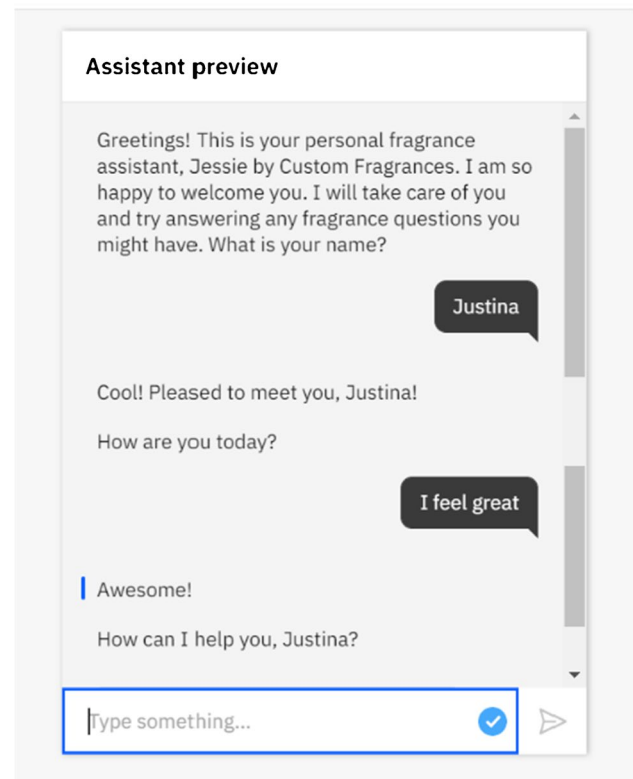 Assistant preview
Greetings! This is your personal fragrance
assistant, Jessie by Custom Fragrances. I am so
happy to welcome you. I will take care of you
and try answering any fragrance questions you
might have. What is your name?
Justina
Cool! Pleased to meet you, Justina!
How are you today?
I feel great
Awesome!
How can I help you, Justina?
Type something...